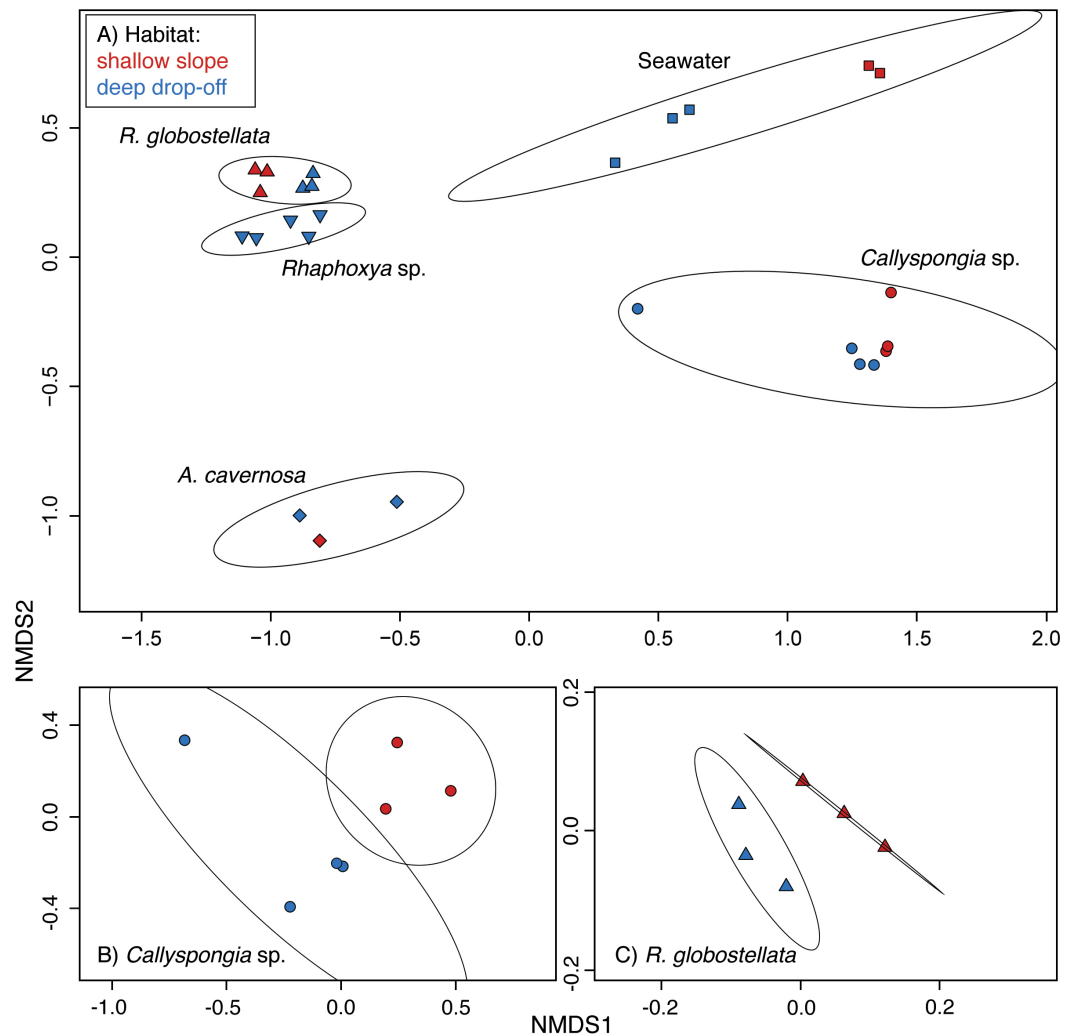 A) Habitat:
shallow slope
deep drop-off
Seawater
R. globostellata
Rhaphoxya sp.
Callyspongia sp.
A. cavernosa
0.5
0.0
−0.5
−1.0
−1.5
−1.0
−0.5
0.0
0.5
1.0
1.5
2.0
NMDS2
0.4
0.0
-0.4
B) Callyspongia sp.
-1.0
-0.5
0.0
0.5
0.2
0.0
-0.2
C) R. globostellata
-0.2
0.0
0.2
NMDS1